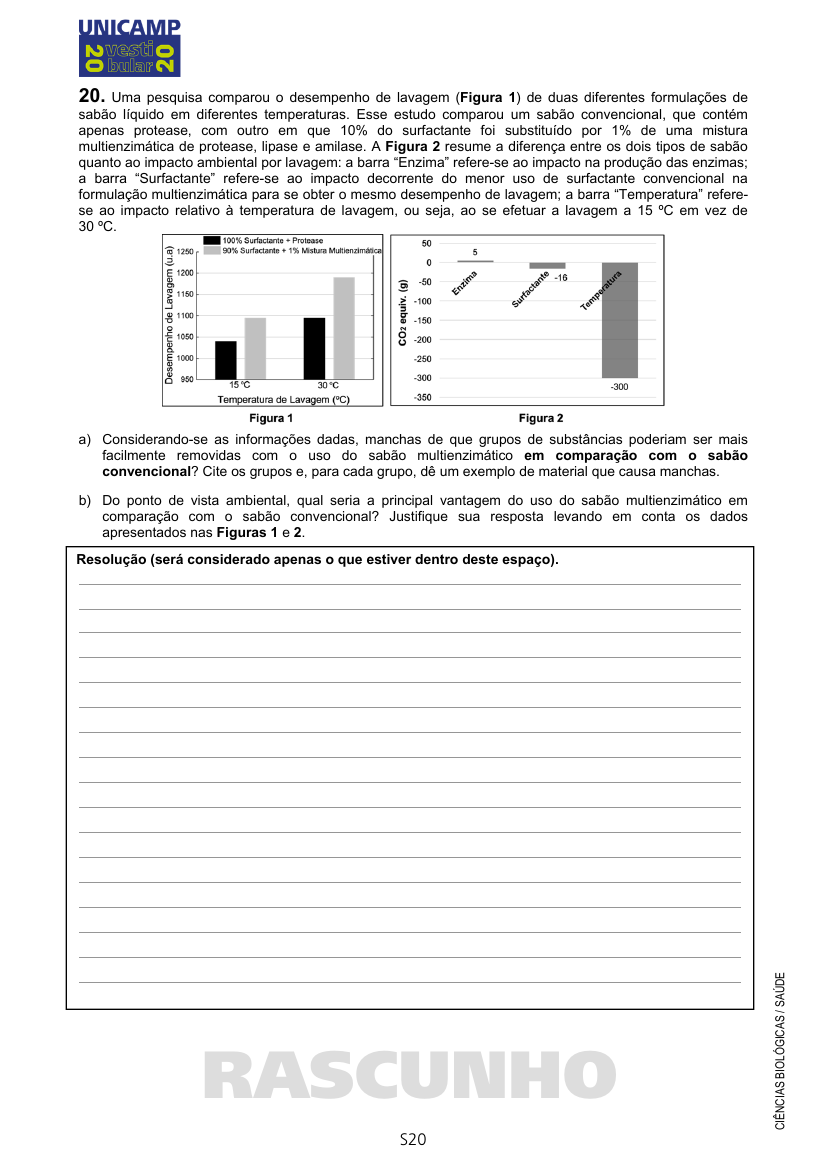 UNICAMP
20 vesti
bular 20
20. Uma pesquisa comparou o desempenho de lavagem (Figura 1) de duas diferentes formulações de
sabão líquido em diferentes temperaturas. Esse estudo comparou um sabão convencional, que contém
apenas protease, com outro em que 10% do surfactante foi substituído por 1% de uma mistura
multienzimática de protease, lipase e amilase. A Figura 2 resume a diferença entre os dois tipos de sabão
quanto ao impacto ambiental por lavagem: a barra “Enzima” refere-se ao impacto na produção das enzimas;
a barra “Surfactante” refere-se ao impacto decorrente do menor uso de surfactante convencional na
formulação multienzimática para se obter o mesmo desempenho de lavagem; a barra “Temperatura” refere-
se ao impacto relativo à temperatura de lavagem, ou seja, ao se efetuar a lavagem a 15 ºC em vez de
30 ºC.
100% Surfactante + Protease
90% Surfactante + 1% Mistura Multienzimática
Desempenho de Lavagem (u.a)
1250
1200
1150
1100
1050
1000
950
15 ºC 30 ºC
Temperatura de Lavagem (ºC)
Figura 1
CO2 equiv. (g)
50
0
-50
-100
-150
-200
-250
-300
-350
5
Enzima
-16
Surfactante
Temperatura
-300
Figura 2
a) Considerando-se as informações dadas, manchas de que grupos de substâncias poderiam ser mais
facilmente removidas com o uso do sabão multienzimático em comparação com o sabão
convencional? Cite os grupos e, para cada grupo, dê um exemplo de material que causa manchas.
b) Do ponto de vista ambiental, qual seria a principal vantagem do uso do sabão multienzimático em
comparação com o sabão convencional? Justifique sua resposta levando em conta os dados
apresentados nas Figuras 1 e 2.
Resolução (será considerado apenas o que estiver dentro deste espaço).
RASCUNHO
CIÊNCIAS BIOLÓGICAS / SAÚDE
S20